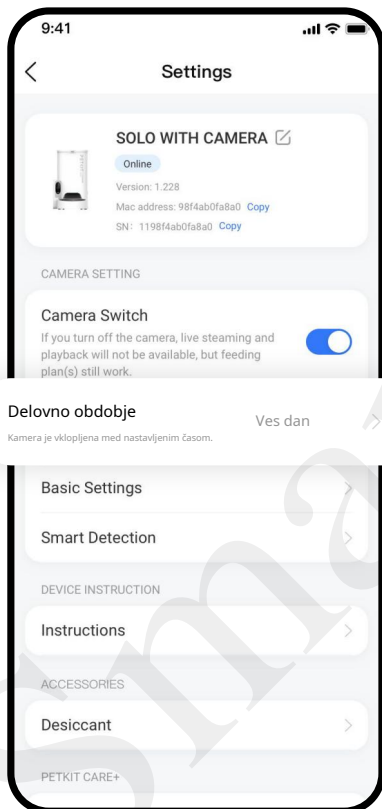 9:41
Settings
SOLO WITH CAMERA
Online
Version: 1.228
Mac address: 98f4ab0fa8a0 Copy
SN: 1198f4ab0fa8a0 Copy
CAMERA SETTING
Camera Switch
If you turn off the camera, live steaming and
playback will not be available, but feeding
plan(s) still work.
Delovno obdobje
Ves dan
Kamera je vklopljena med nastavljenim časom.
Basic Settings
Smart Detection
DEVICE INSTRUCTION
Instructions
ACCESSORIES
Desiccant
PETKIT CARE+